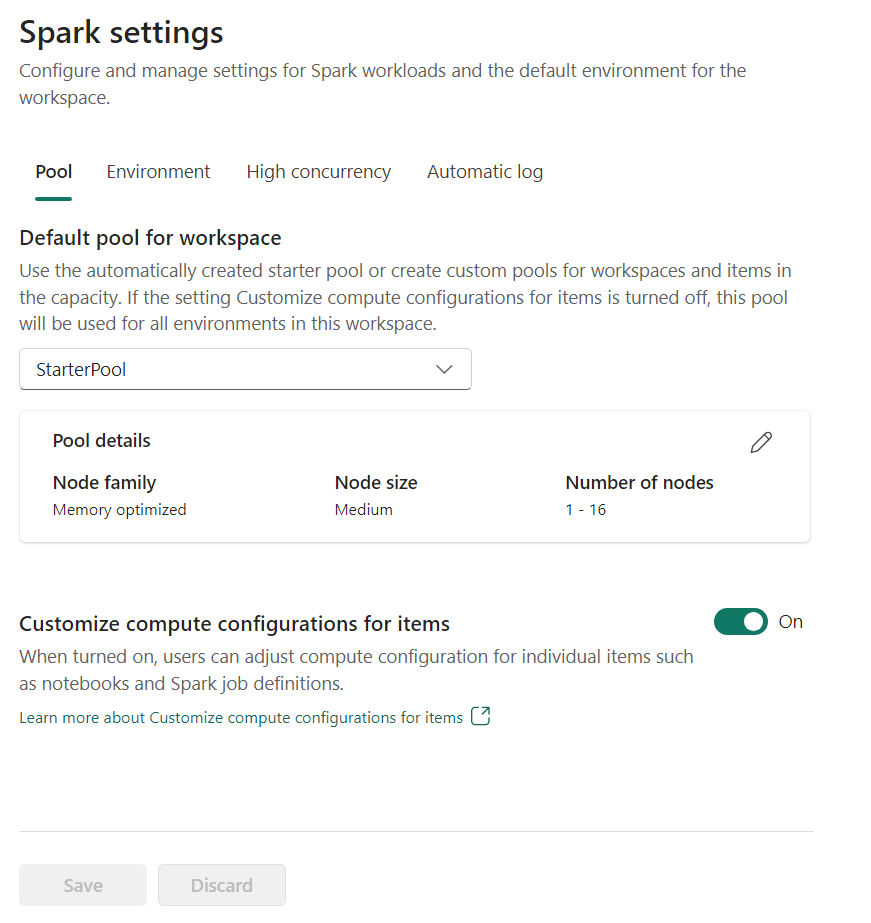 Spark settings
Configure and manage settings for Spark workloads and the default environment for the
workspace.
Pool Environment High concurrency Automatic log
Default pool for workspace
Use the automatically created starter pool or create custom pools for workspaces and items in
the capacity. If the setting Customize compute configurations for items is turned off, this pool
will be used for all environments in this workspace.
StarterPool
Pool details
Node family Node size Number of nodes
Memory optimized Medium 1 - 16
Customize compute configurations for items On
When turned on, users can adjust compute configuration for individual items such
as notebooks and Spark job definitions.
Learn more about Customize compute configurations for items
Save Discard